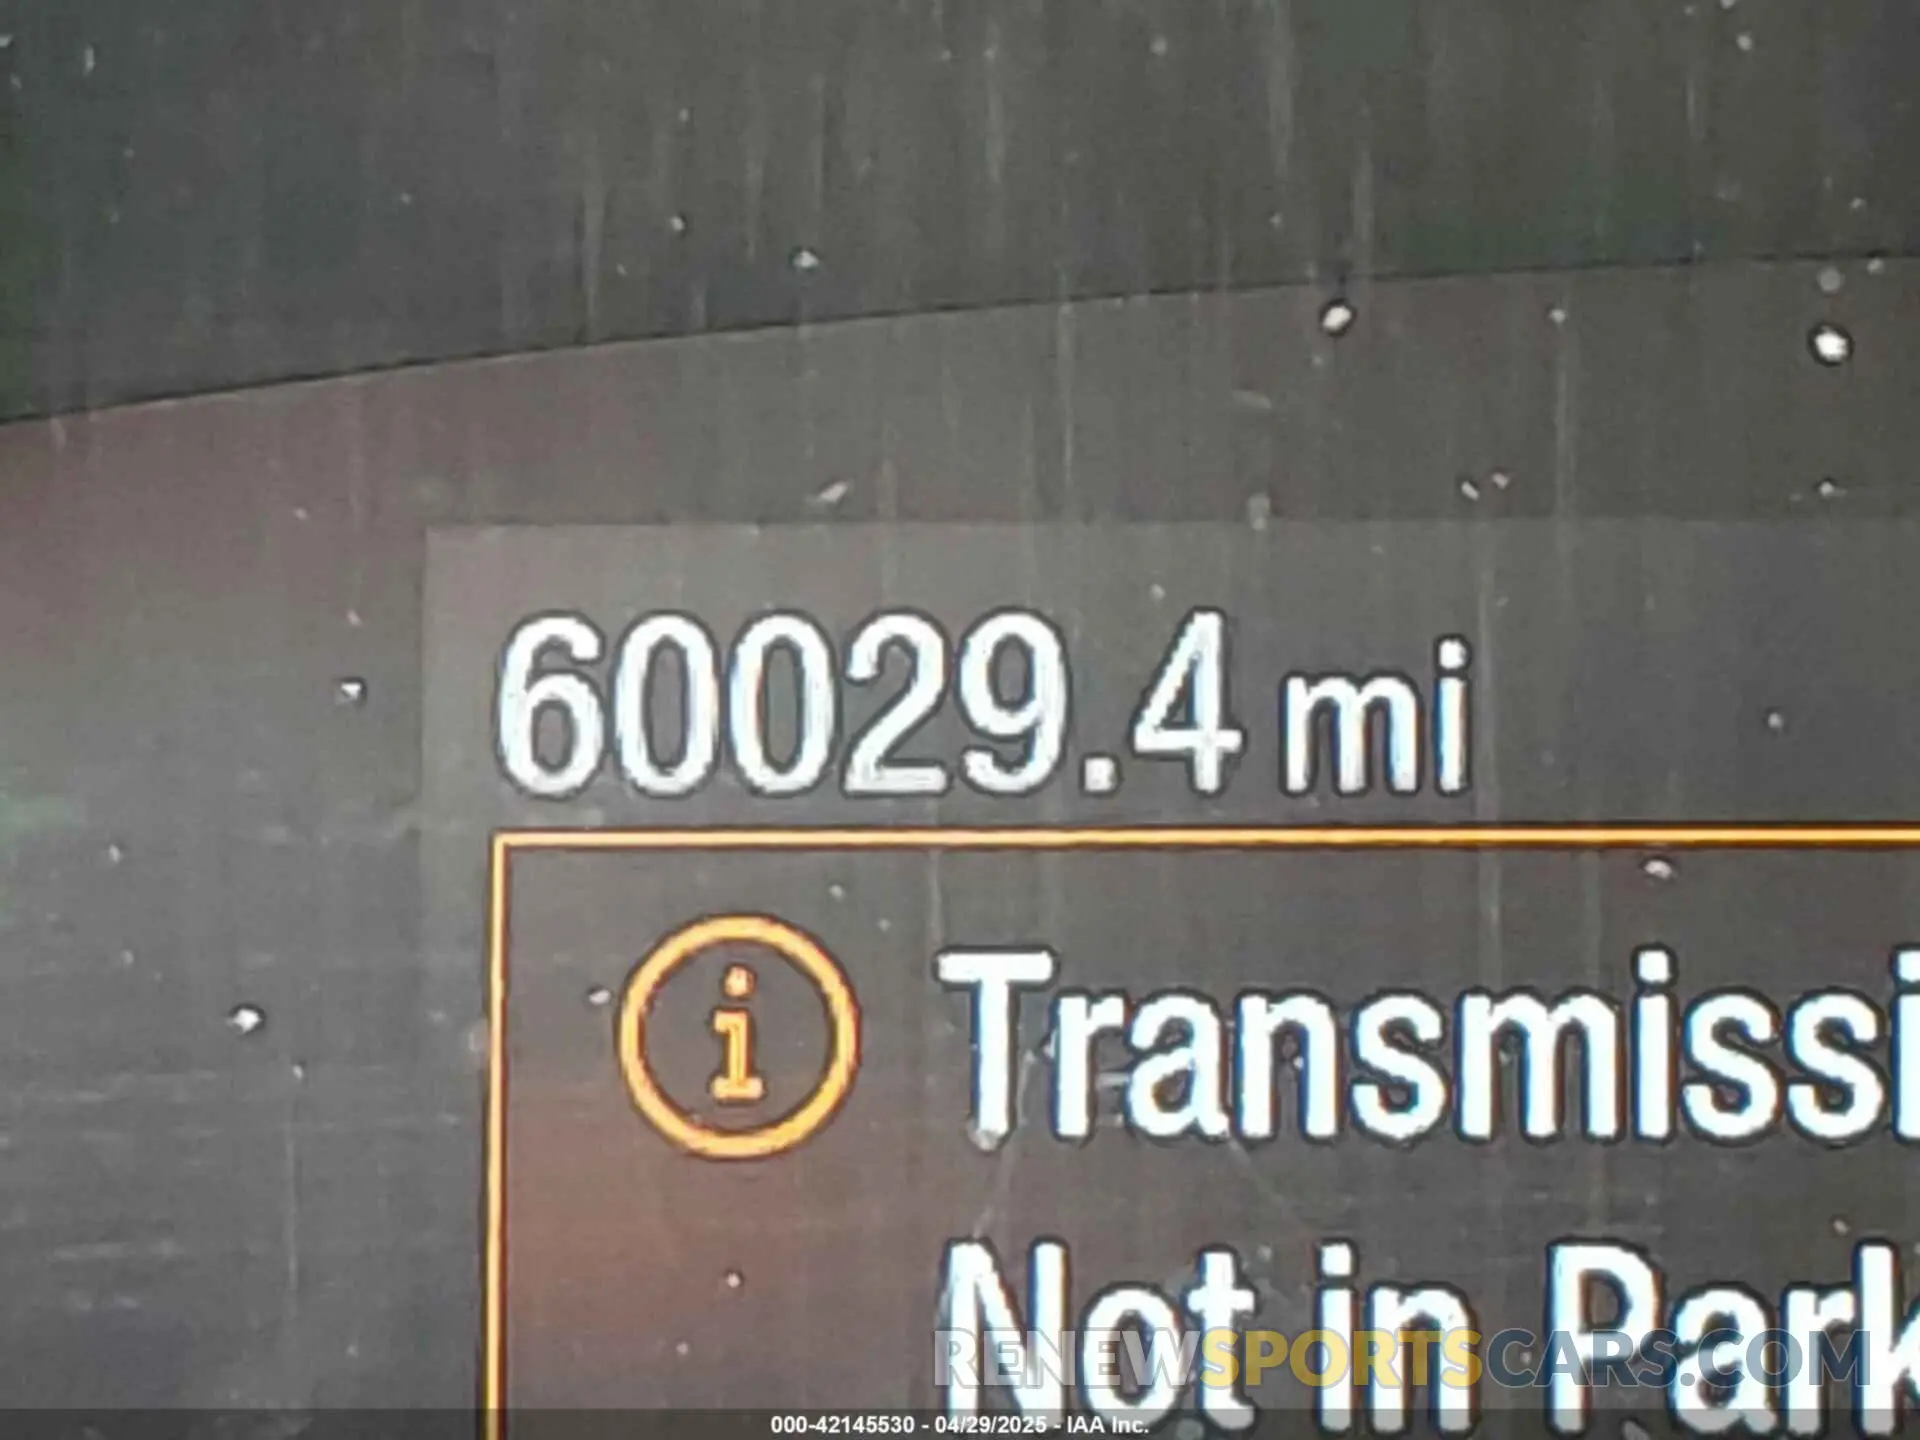 60029.4 mi
i
Transmissi
Not in Park
RENEWSPORTSCARS.COM
000-42145530 - 04/29/2025 - IAA Inc.